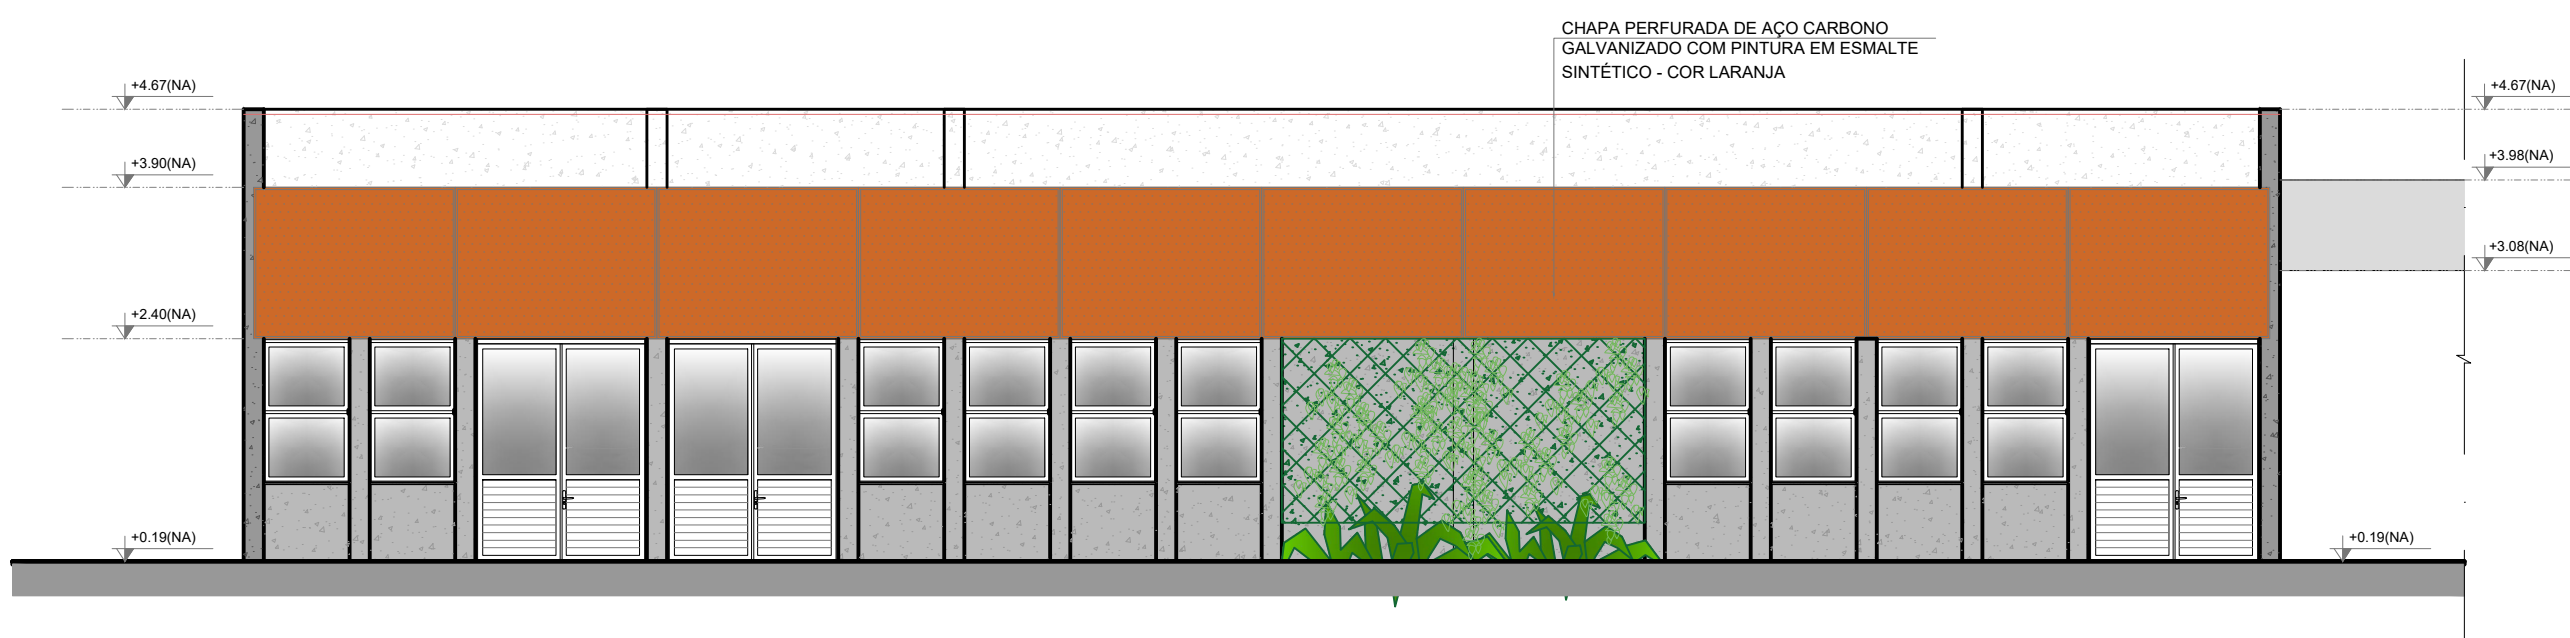 CHAPA PERFURADA DE AÇO CARBONO
GALVANIZADO COM PINTURA EM ESMALTE
SINTÉTICO - COR LARANJA
+4.67(NA)
+4.67(NA)
+3.90(NA)
+3.98(NA)
+3.08(NA)
+2.40(NA)
+0.19(NA)
+0.19(NA)